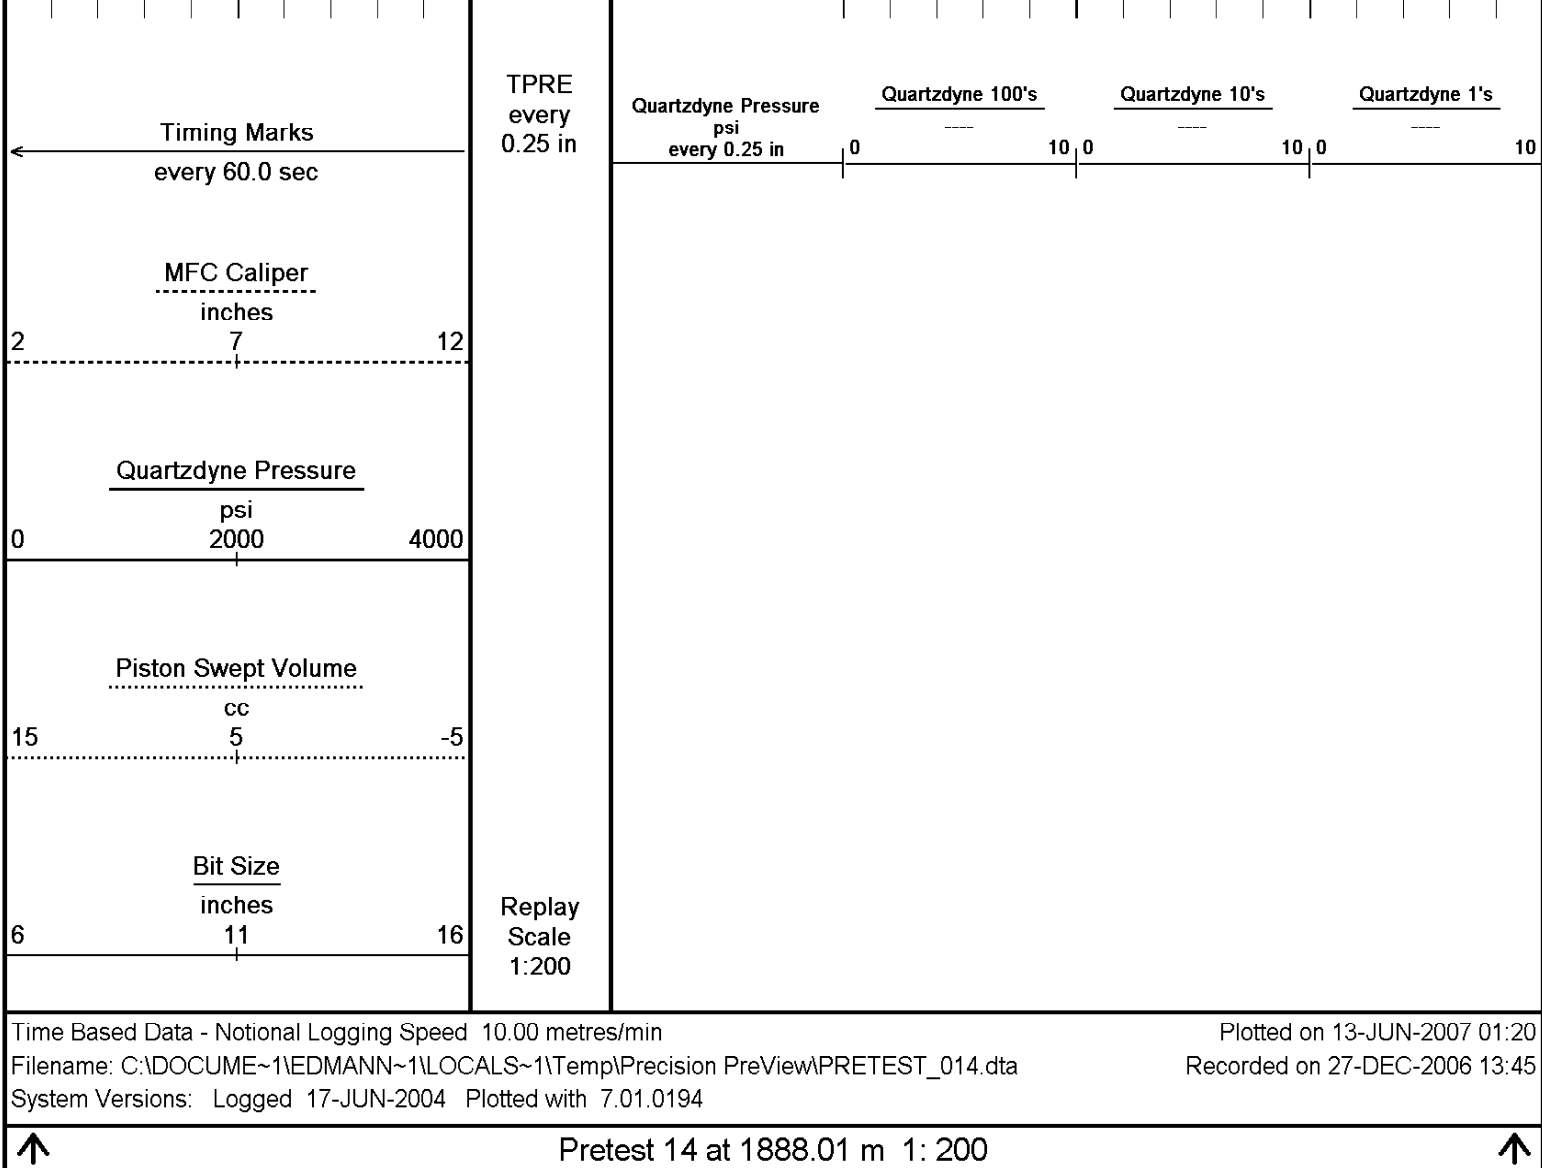 TPRE
every
0.25 in
Quartzdyne Pressure
psi
every 0.25 in
Quartzdyne 100's
----
0 10
Quartzdyne 10's
----
0 10
Quartzdyne 1's
----
0 10
Timing Marks
every 60.0 sec
MFC Caliper
inches
2 7 12
Quartzdyne Pressure
psi
0 2000 4000
Piston Swept Volume
cc
15 5 -5
Bit Size
inches
6 11 16
Replay
Scale
1:200
Time Based Data - Notional Logging Speed 10.00 metres/min Plotted on 13-JUN-2007 01:20
Filename: C:\DOCUME~1\EDMANN~1\LOCALS~1\Temp\Precision PreView\PRETEST_014.dta Recorded on 27-DEC-2006 13:45
System Versions: Logged 17-JUN-2004 Plotted with 7.01.0194
Pretest 14 at 1888.01 m 1: 200